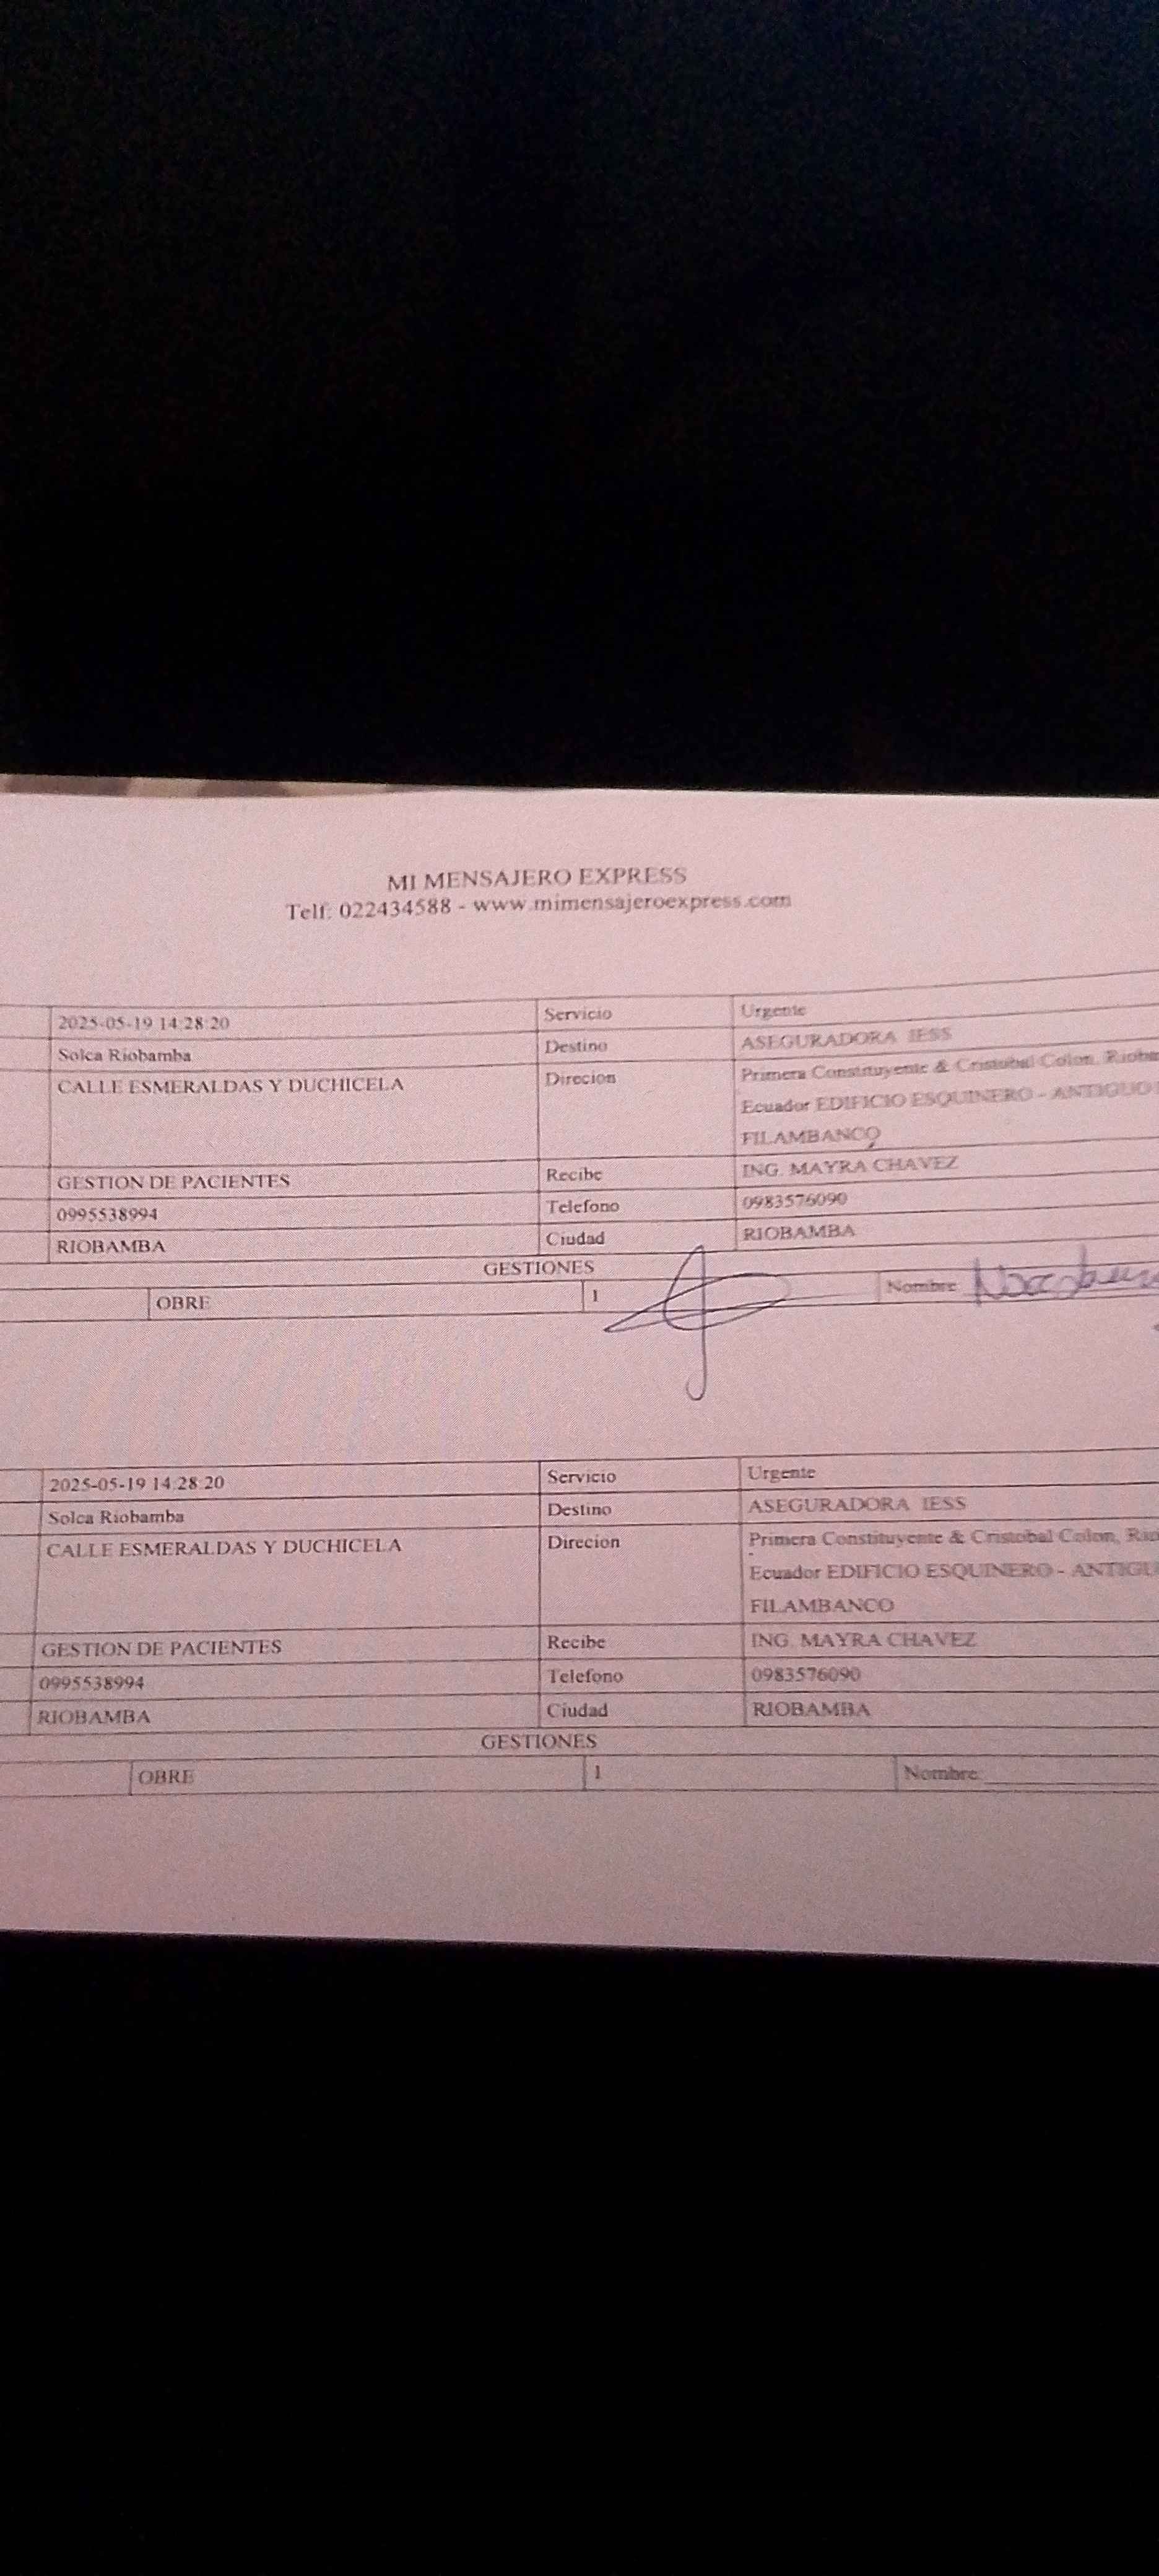 MI MENSAJERO EXPRESS
Telf: 022434588 - www.mimensajeroexpress.com
2025-05-19 14:28:20 Servicio Urgente
Solca Riobamba Destino ASEGURADORA IESS
CALLE ESMERALDAS Y DUCHICELA Direcion Primera Constituyente & Cristobal Colon,
Ecuador EDIFICIO ESQUINERO - ANTIGUO
FILAMBANCO
GESTION DE PACIENTES Recibe ING. MAYRA CHAVEZ
0995538994 Telefono 0983576090
RIOBAMBA Ciudad RIOBAMBA
GESTIONES
OBRE 1 Nombre
2025-05-19 14:28:20 Servicio Urgente
Solca Riobamba Destino ASEGURADORA IESS
CALLE ESMERALDAS Y DUCHICELA Direcion Primera Constituyente & Cristobal Colon,
Ecuador EDIFICIO ESQUINERO -
FILAMBANCO
GESTION DE PACIENTES Recibe ING. MAYRA CHAVEZ
0995538994 Telefono 0983576090
RIOBAMBA Ciudad RIOBAMBA
GESTIONES
OBRE 1 Nombre: